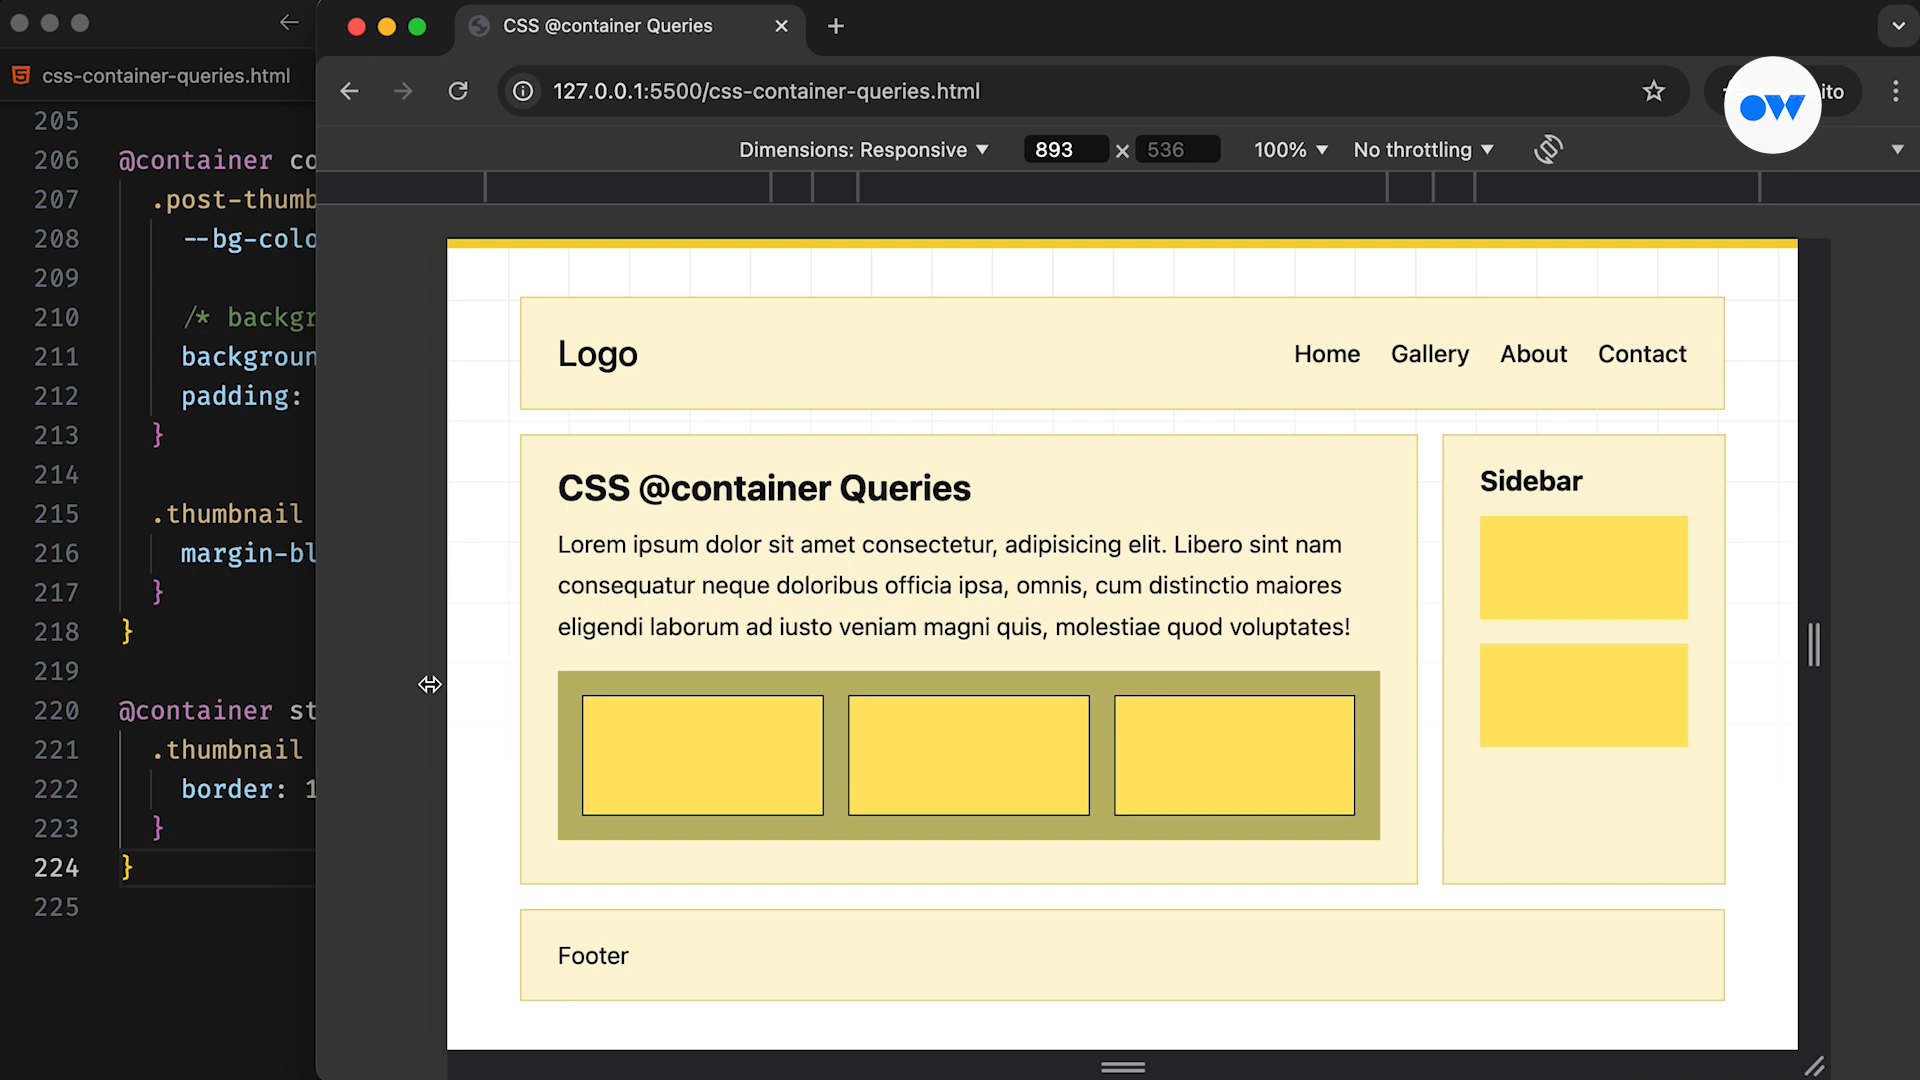 CSS @container Queries
css-container-queries.html
127.0.0.1:5500/css-container-queries.html
ito
OW
Dimensions: Responsive 893 × 536 100% No throttling
205
206 @container co
207 .post-thumb
208 --bg-colo
209
210 /* backgr
211 backgroun
212 padding:
213 }
214
215 .thumbnail
216 margin-bl
217 }
218 }
219
220 @container st
221 .thumbnail
222 border: 1
223 }
224 }
225
Logo
Home Gallery About Contact
CSS @container Queries
Lorem ipsum dolor sit amet consectetur, adipisicing elit. Libero sint nam
consequatur neque doloribus officia ipsa, omnis, cum distinctio maiores
eligendi laborum ad iusto veniam magni quis, molestiae quod voluptates!
Sidebar
Footer